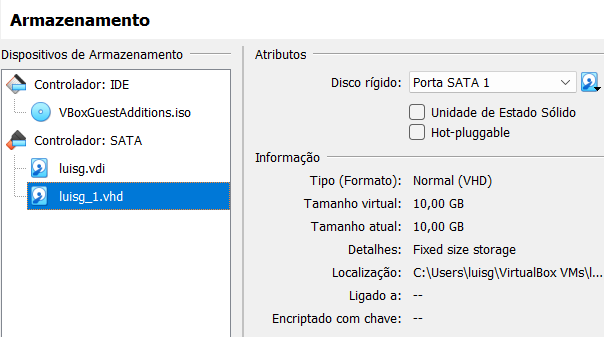 Armazenamento
Dispositivos de Armazenamento
Controlador: IDE
VBoxGuestAdditions.iso
Controlador: SATA
luisg.vdi
luisg_1.vhd
Atributos
Disco rígido: Porta SATA 1
Unidade de Estado Sólido
Hot-pluggable
Informação
Tipo (Formato): Normal (VHD)
Tamanho virtual: 10,00 GB
Tamanho atual: 10,00 GB
Detalhes: Fixed size storage
Localização: C:\Users\luisg\VirtualBox VMs\l...
Ligado a: --
Encriptado com chave: --